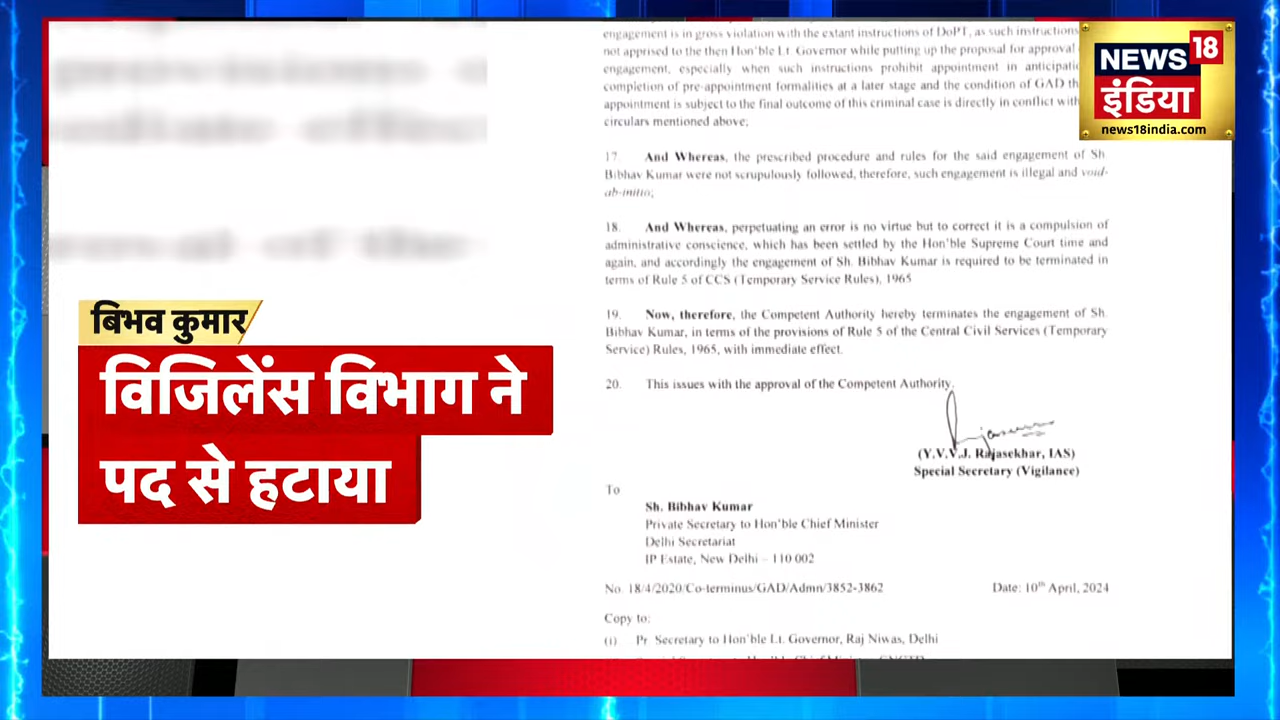 engagement is in gross violation with the extant instructions of DoPT, as such instructions
not apprised to the then Hon'ble Lt. Governor while putting up the proposal for approval
engagement, especially when such instructions prohibit appointment in
completion of pre-appointment formalities at a later stage and the condition of GAD
appointment is subject to the final outcome of this criminal case is directly in conflict with
circulars mentioned above;
17. And Whereas, the prescribed procedure and rules for the said engagement of Sh.
Bibhav Kumar were not scrupulously followed, therefore, such engagement is illegal and void-
ab-initio;
18. And Whereas, perpetuating an error is no virtue but to correct it is a compulsion of
administrative conscience, which has been settled by the Hon'ble Supreme Court time and
again, and accordingly the engagement of Sh. Bibhav Kumar is required to be terminated in
terms of Rule 5 of CCS (Temporary Service Rules), 1965
19. Now, therefore, the Competent Authority hereby terminates the engagement of Sh.
Bibhav Kumar, in terms of the provisions of Rule 5 of the Central Civil Services (Temporary
Service) Rules, 1965, with immediate effect.
20. This issues with the approval of the Competent Authority.
(Y.V.V.J. Rajasekhar, IAS)
Special Secretary (Vigilance)
To
Sh. Bibhav Kumar
Private Secretary to Hon'ble Chief Minister
Delhi Secretariat
IP Estate, New Delhi – 110 002
No. 18/4/2020/Co-terminus/GAD/Admn/3852-3862 Date: 10th April, 2024
Copy to:
(i) Pr. Secretary to Hon'ble Lt. Governor, Raj Niwas, Delhi
बिभव कुमार
विजिलेंस विभाग ने
पद से हटाया
NEWS 18
इंडिया
news18india.com